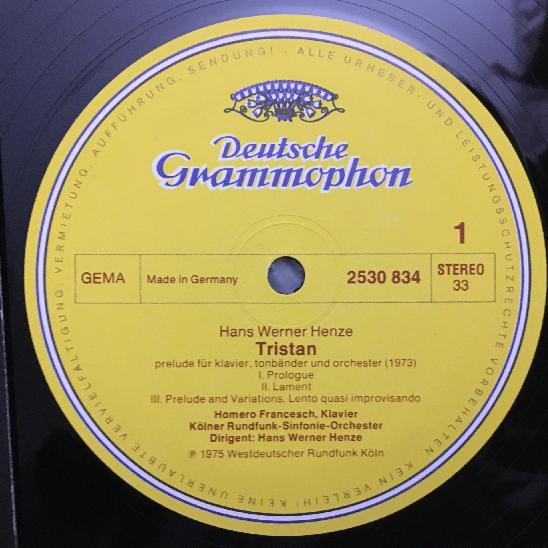 Deutsche
Grammophon
1
GEMA
Made in Germany
2530 834
STEREO
33
Hans Werner Henze
Tristan
prelude für klavier, tonbänder und orchester (1973)
I. Prologue
II. Lament
III. Prelude and Variations. Lento quasi improvisando
Homero Francesch, Klavier
Kölner Rundfunk-Sinfonie-Orchester
Dirigent: Hans Werner Henze
℗ 1975 Westdeutscher Rundfunk Köln
ALLE URHEBER- UND LEISTUNGSSCHUTZRECHTE VORBEHALTEN. KEIN VERLEIH! KEINE UNERLAUBTE VERVIELFÄLTIGUNG, VERMIETUNG, AUFFÜHRUNG, SENDUNG! -